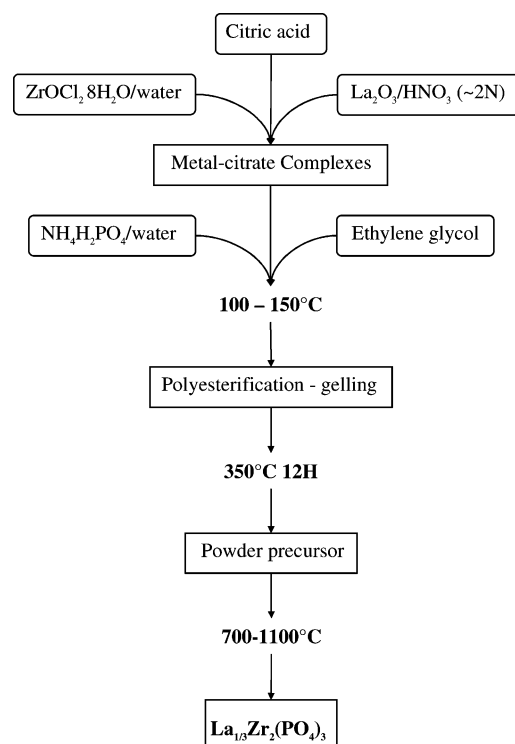 Citric acid
ZrOCl₂ 8H₂O/water
La₂O₃/HNO₃ (~2N)
Metal-citrate Complexes
NH₄H₂PO₄/water
Ethylene glycol
100 – 150°C
Polyesterification - gelling
350°C 12H
Powder precursor
700-1100°C
La₁/₃Zr₂(PO₄)₃